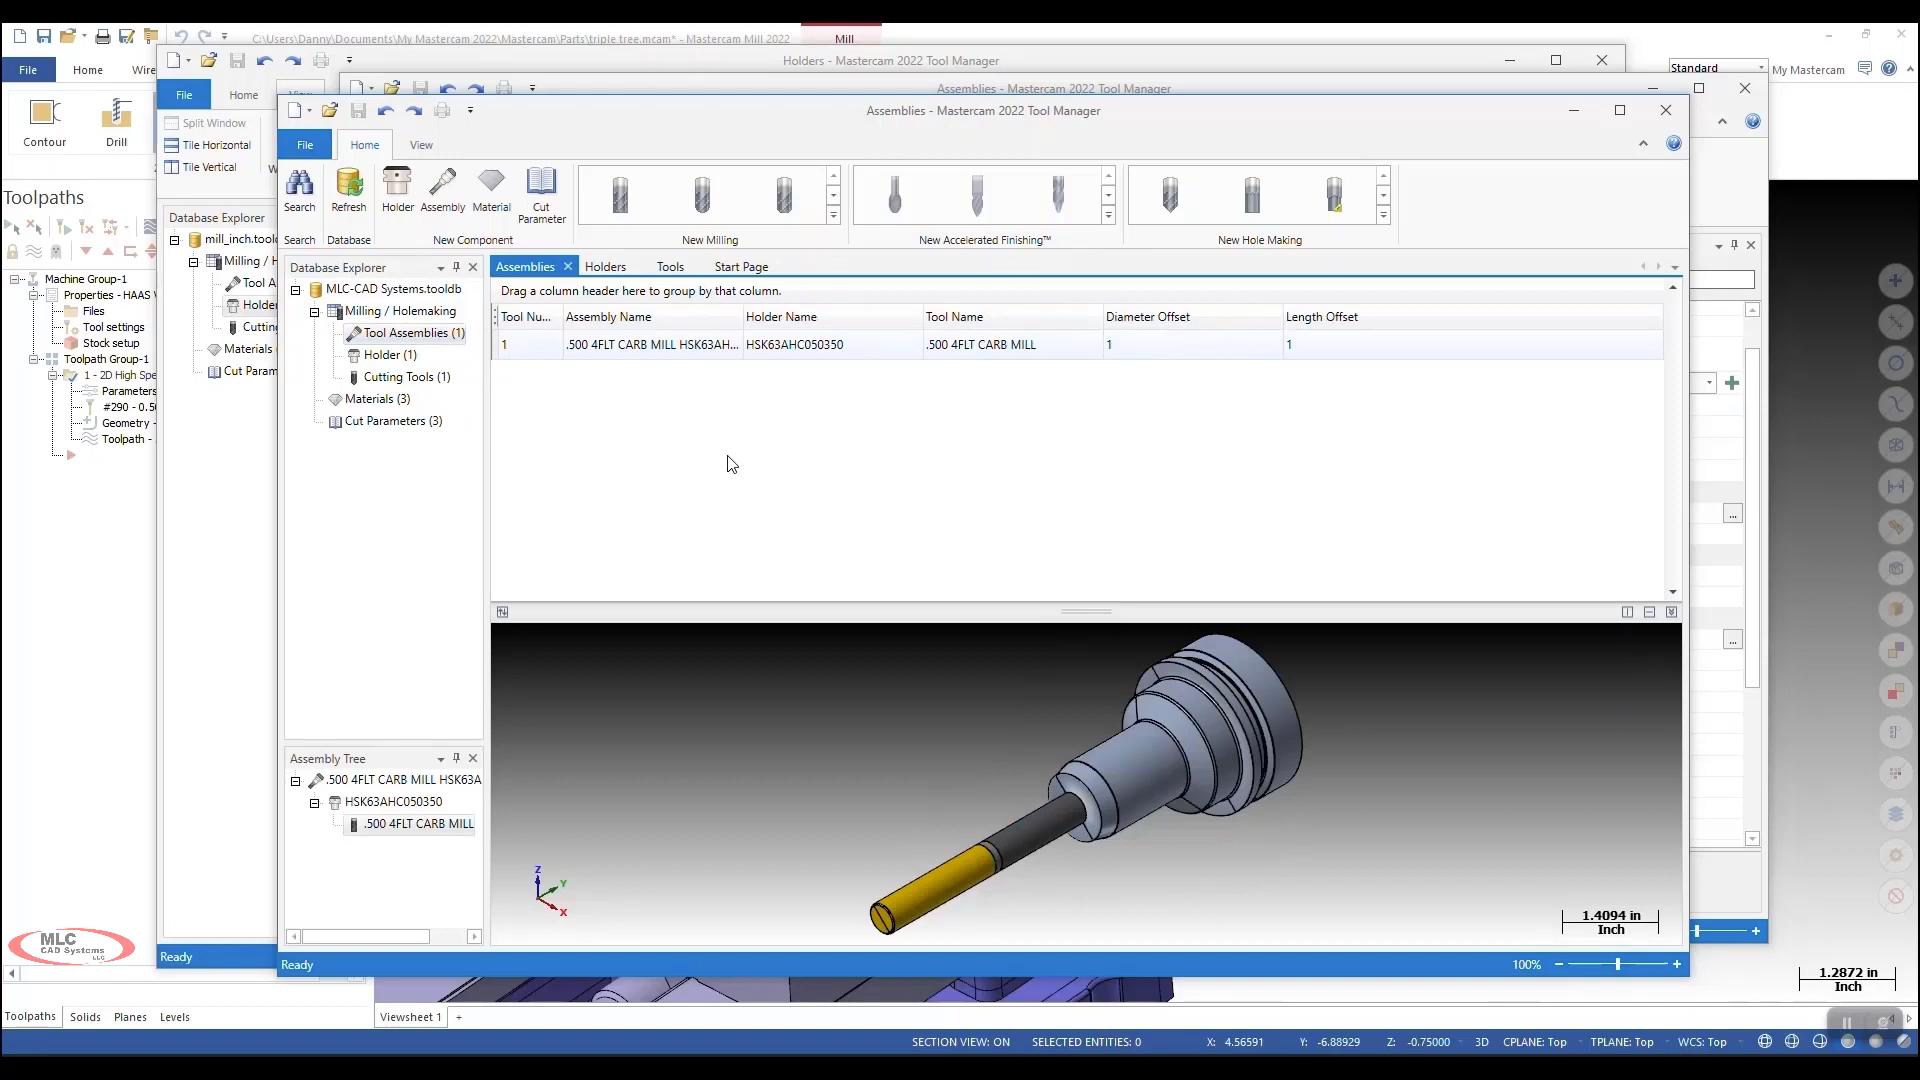 C:\Users\Danny\Documents\My Mastercam 2022\Mastercam\Parts\triple tree.mcam* - Mastercam Mill 2022
Mill
File
Home
Wire
Standard
My Mastercam
Contour
Drill
Holders - Mastercam 2022 Tool Manager
File
Home
View
Split Window
Tile Horizontal
Tile Vertical
W
Assemblies - Mastercam 2022 Tool Manager
Assemblies - Mastercam 2022 Tool Manager
File
Home
View
Search
Refresh
Holder
Assembly
Material
Cut
Parameter
Search
Database
New Component
New Milling
New Accelerated Finishing™
New Hole Making
Toolpaths
Machine Group-1
Properties - HAAS V
Files
Tool settings
Stock setup
Toolpath Group-1
1 - 2D High Spe
Parameters
#290 - 0.50
Geometry -
Toolpath -
Database Explorer
mill_inch.toold
Milling / H
Tool A
Holde
Cutting
Materials
Cut Param
Database Explorer
MLC-CAD Systems.tooldb
Milling / Holemaking
Tool Assemblies (1)
Holder (1)
Cutting Tools (1)
Materials (3)
Cut Parameters (3)
Assemblies
Holders
Tools
Start Page
Drag a column header here to group by that column.
Tool Nu... Assembly Name Holder Name Tool Name Diameter Offset Length Offset
1 .500 4FLT CARB MILL HSK63AH... HSK63AHC050350 .500 4FLT CARB MILL 1 1
Assembly Tree
.500 4FLT CARB MILL HSK63A
HSK63AHC050350
.500 4FLT CARB MILL
Z
Y
X
1.4094 in
Inch
MLC
CAD Systems
LLC
Ready
Ready
100%
1.2872 in
Inch
Toolpaths
Solids
Planes
Levels
Viewsheet 1
SECTION VIEW: ON SELECTED ENTITIES: 0 X: 4.56591 Y: -6.88929 Z: -0.75000 3D CPLANE: Top TPLANE: Top WCS: Top